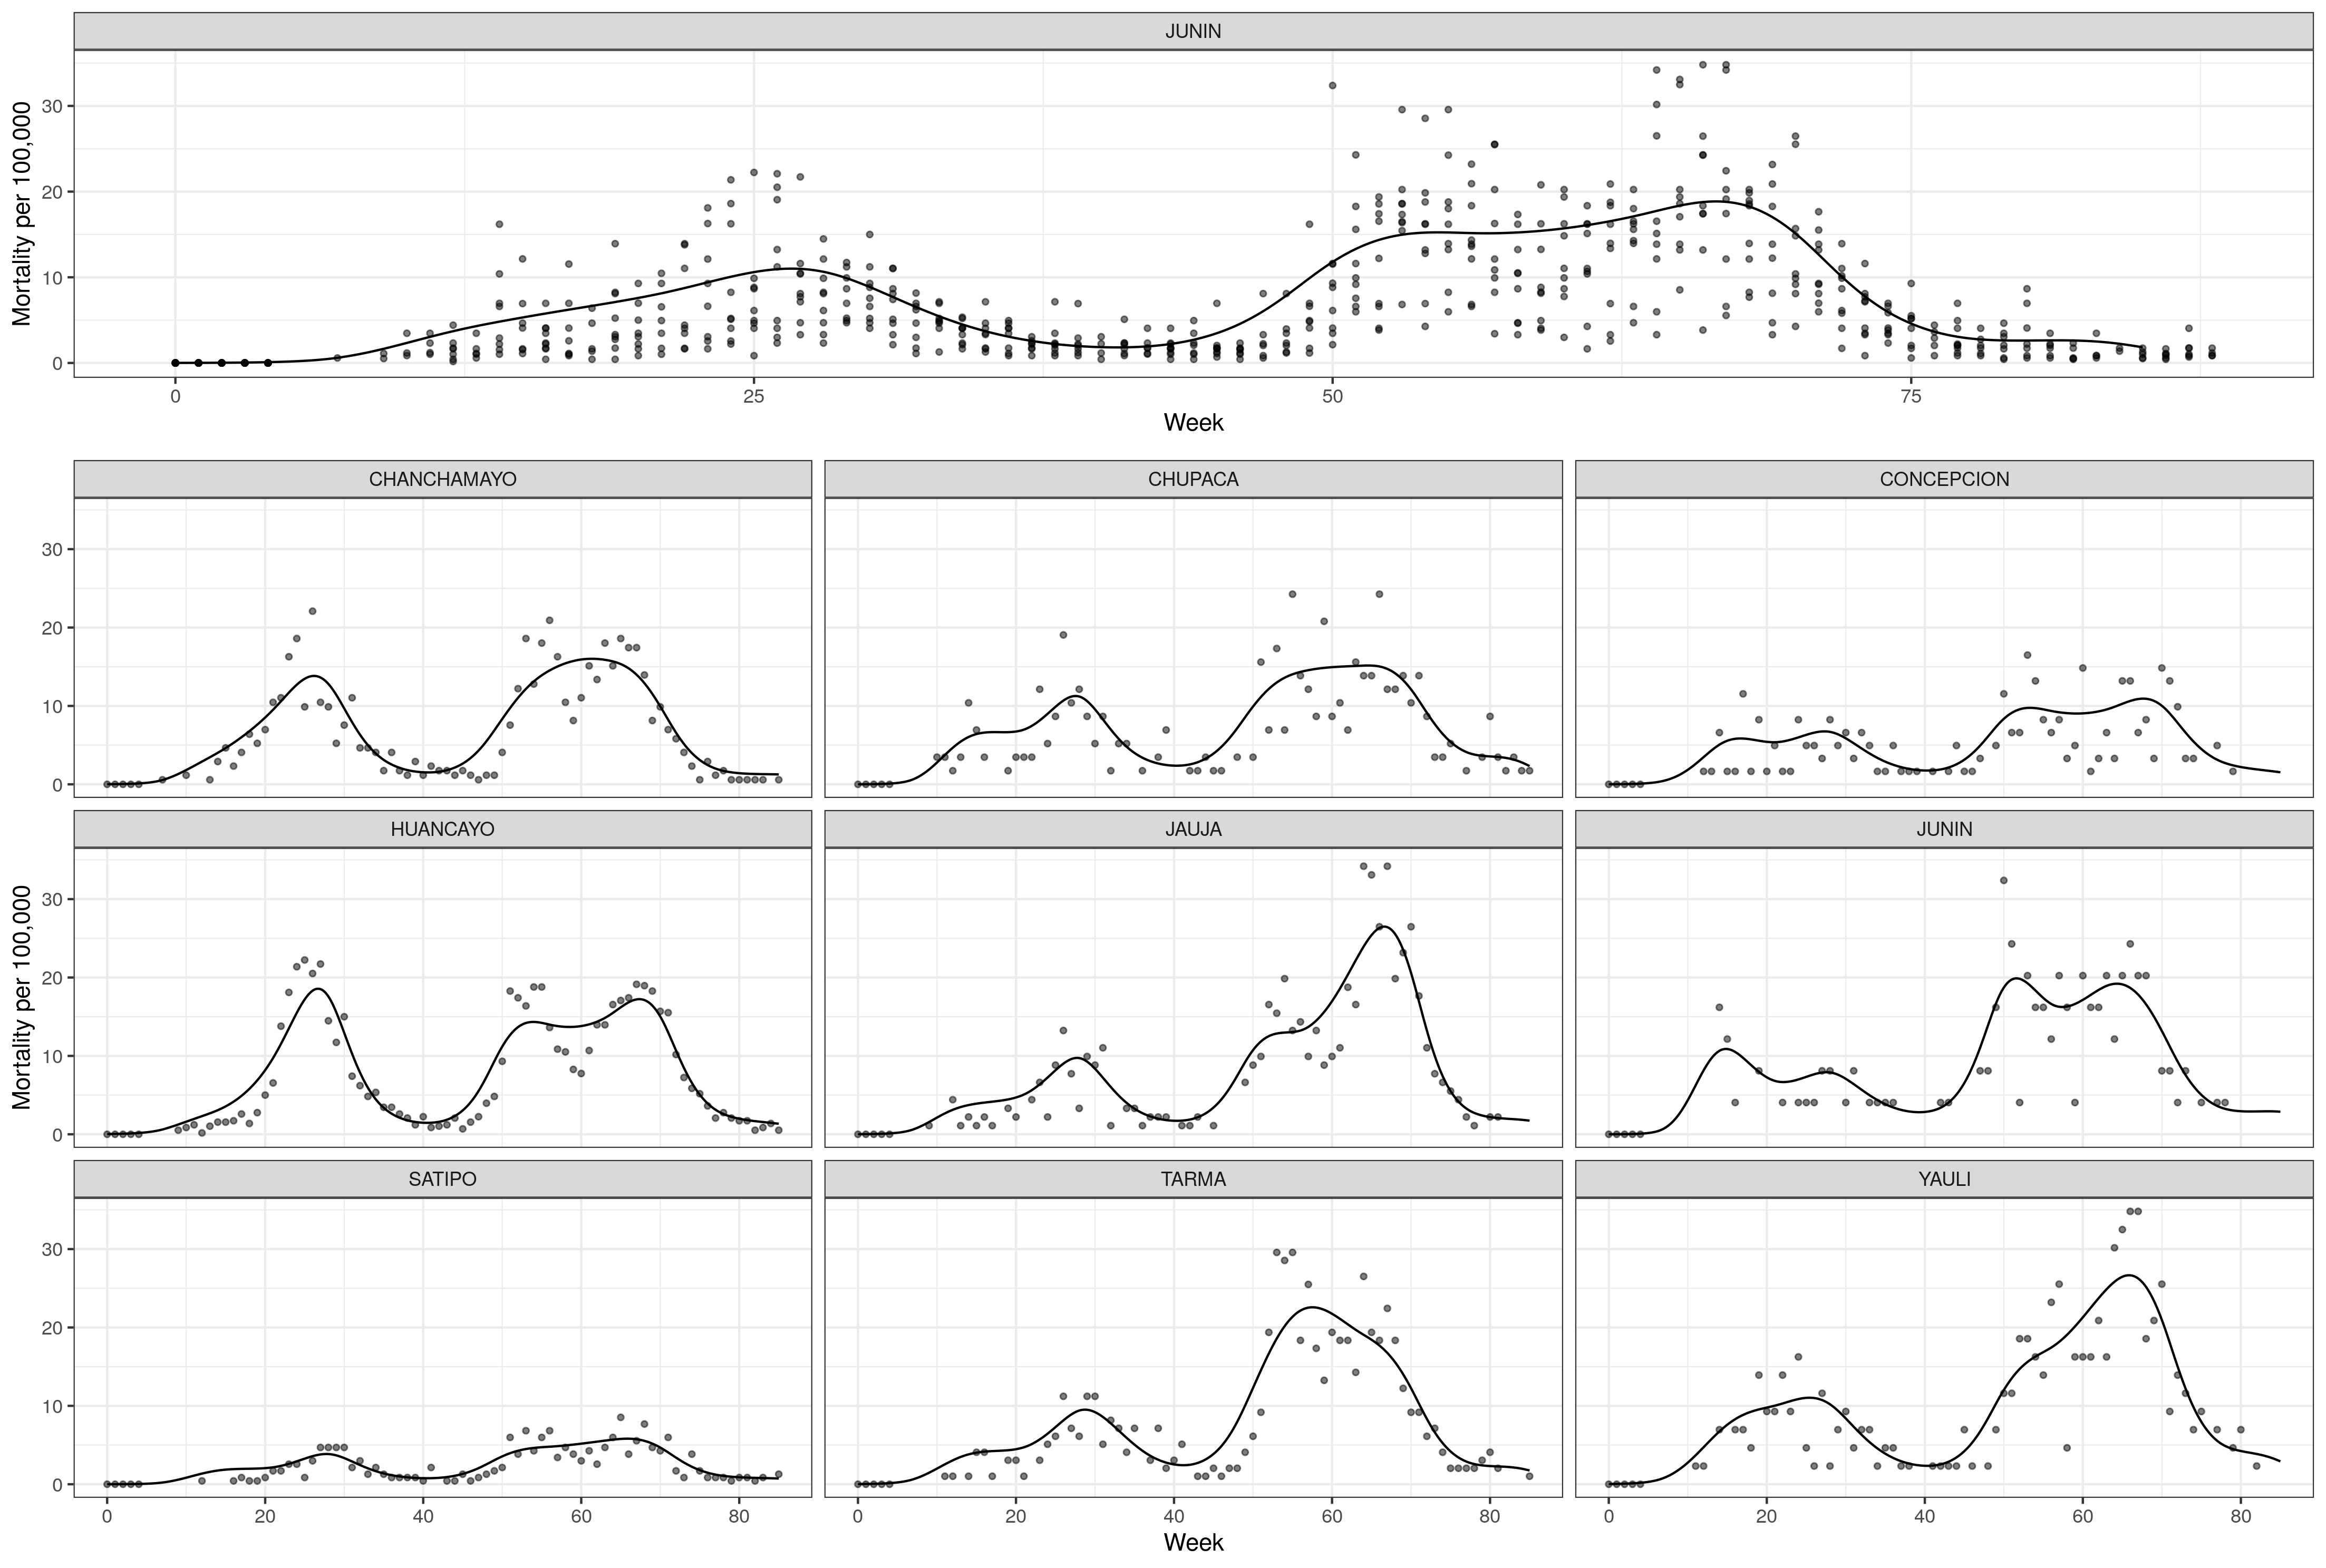 JUNIN
Mortality per 100,000
30
20
10
0
0 25 50 75
Week
CHANCHAMAYO CHUPACA CONCEPCION
30
20
10
0
HUANCAYO JAUJA JUNIN
Mortality per 100,000
30
20
10
0
SATIPO TARMA YAULI
30
20
10
0
0 20 40 60 80 0 20 40 60 80 0 20 40 60 80
Week